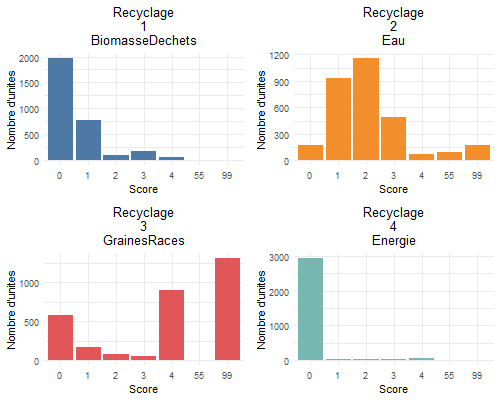 Recyclage
1
BiomasseDechets
Nombre d'unites
2000
1500
1000
500
0
0 1 2 3 4 55 99
Score
Recyclage
2
Eau
Nombre d'unites
1200
900
600
300
0
0 1 2 3 4 55 99
Score
Recyclage
3
GrainesRaces
Nombre d'unites
1000
500
0
0 1 2 3 4 55 99
Score
Recyclage
4
Energie
Nombre d'unites
3000
2000
1000
0
0 1 2 3 4 55 99
Score